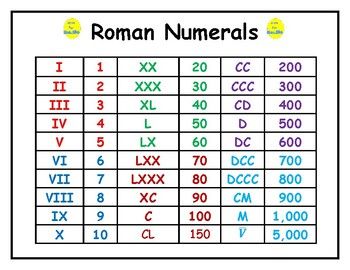 Roman Numerals
I 1 XX 20 CC 200
II 2 XXX 30 CCC 300
III 3 XL 40 CD 400
IV 4 L 50 D 500
V 5 LX 60 DC 600
VI 6 LXX 70 DCC 700
VII 7 LXXX 80 DCCC 800
VIII 8 XC 90 CM 900
IX 9 C 100 M 1,000
X 10 CL 150 V 5,000